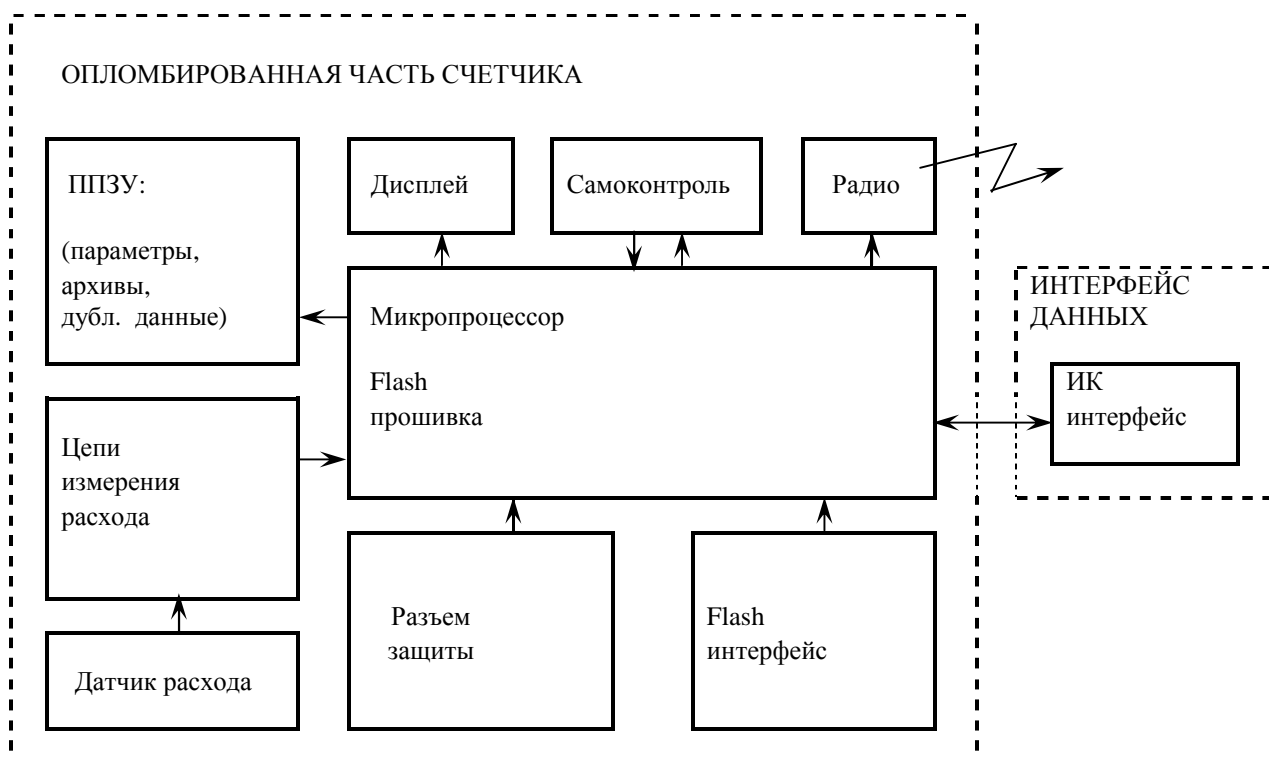 ОПЛОМБИРОВАННАЯ ЧАСТЬ СЧЕТЧИКА
ППЗУ:
(параметры,
архивы,
дубл. данные)
Дисплей
Самоконтроль
Радио
Микропроцессор
Flash
прошивка
ИНТЕРФЕЙС
ДАННЫХ
ИК
интерфейс
Цепи
измерения
расхода
Датчик расхода
Разъем
защиты
Flash
интерфейс